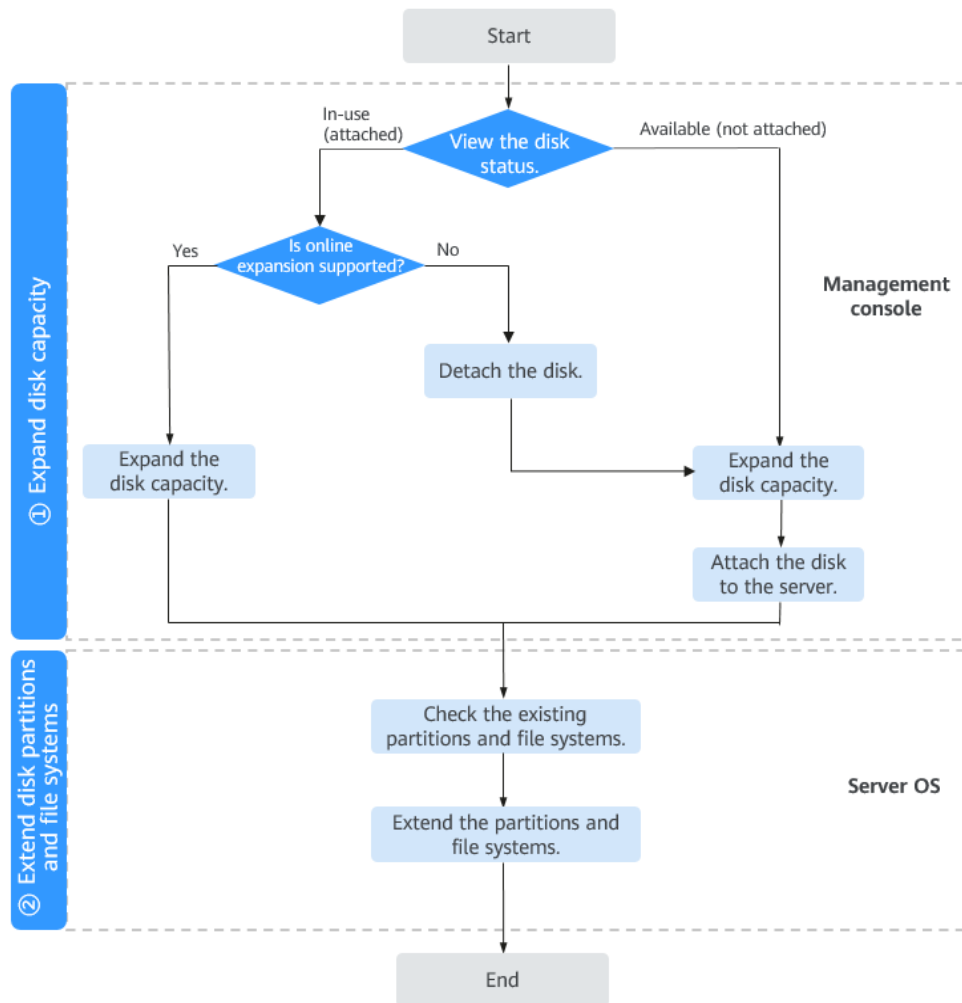 Start
① Expand disk capacity
In-use
(attached)
View the disk
status.
Available (not attached)
Yes
Is online
expansion supported?
No
Management
console
Detach the disk.
Expand the
disk capacity.
Expand the
disk capacity.
Attach the disk
to the server.
② Extend disk partitions
and file systems
Check the existing
partitions and file systems.
Server OS
Extend the partitions and
file systems.
End